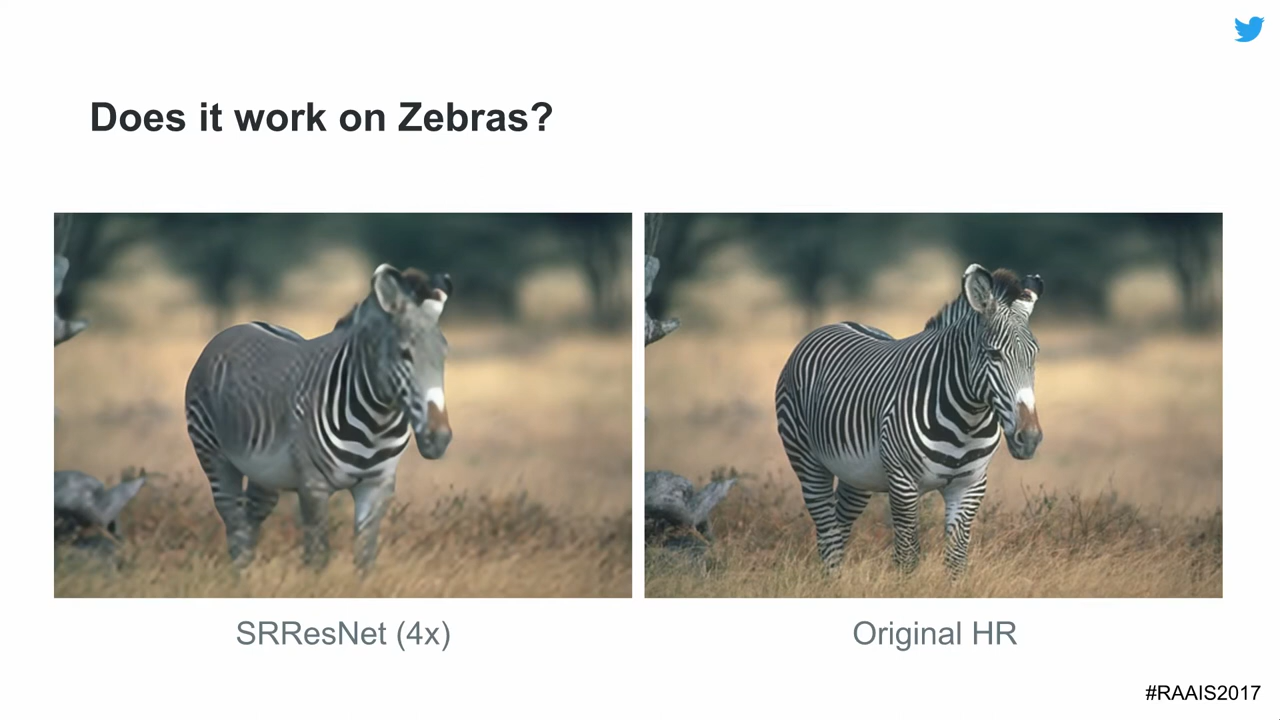 Does it work on Zebras?
SRResNet (4x)
Original HR
#RAAIS2017